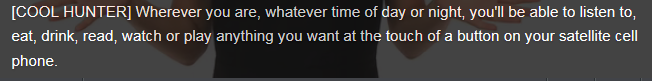 [COOL HUNTER] Wherever you are, whatever time of day or night, you'll be able to listen to,
eat, drink, read, watch or play anything you want at the touch of a button on your satellite cell
phone.